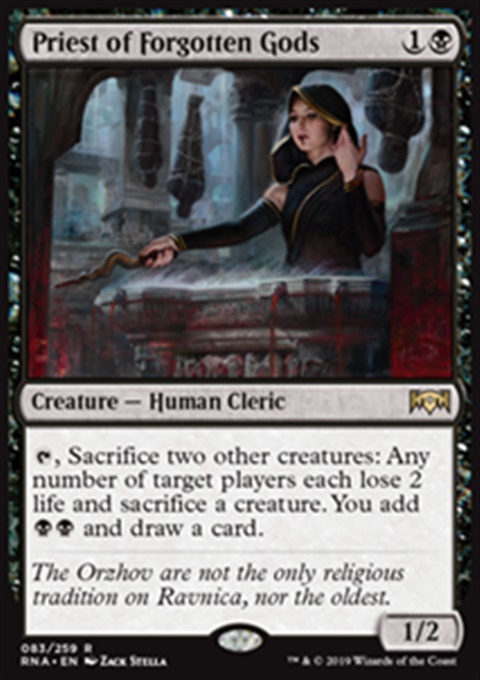 Priest of Forgotten Gods 1
Creature — Human Cleric
, Sacrifice two other creatures: Any
number of target players each lose 2
life and sacrifice a creature. You add
and draw a card.
The Orzhov are not the only religious
tradition on Ravnica, nor the oldest.
1/2
083/259 R
RNA • EN Zack Stella
™ & © 2019 Wizards of the Coast